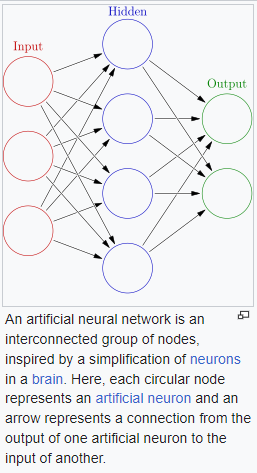 Hidden
Input
Output
An artificial neural network is an
interconnected group of nodes,
inspired by a simplification of neurons
in a brain. Here, each circular node
represents an artificial neuron and an
arrow represents a connection from the
output of one artificial neuron to the
input of another.